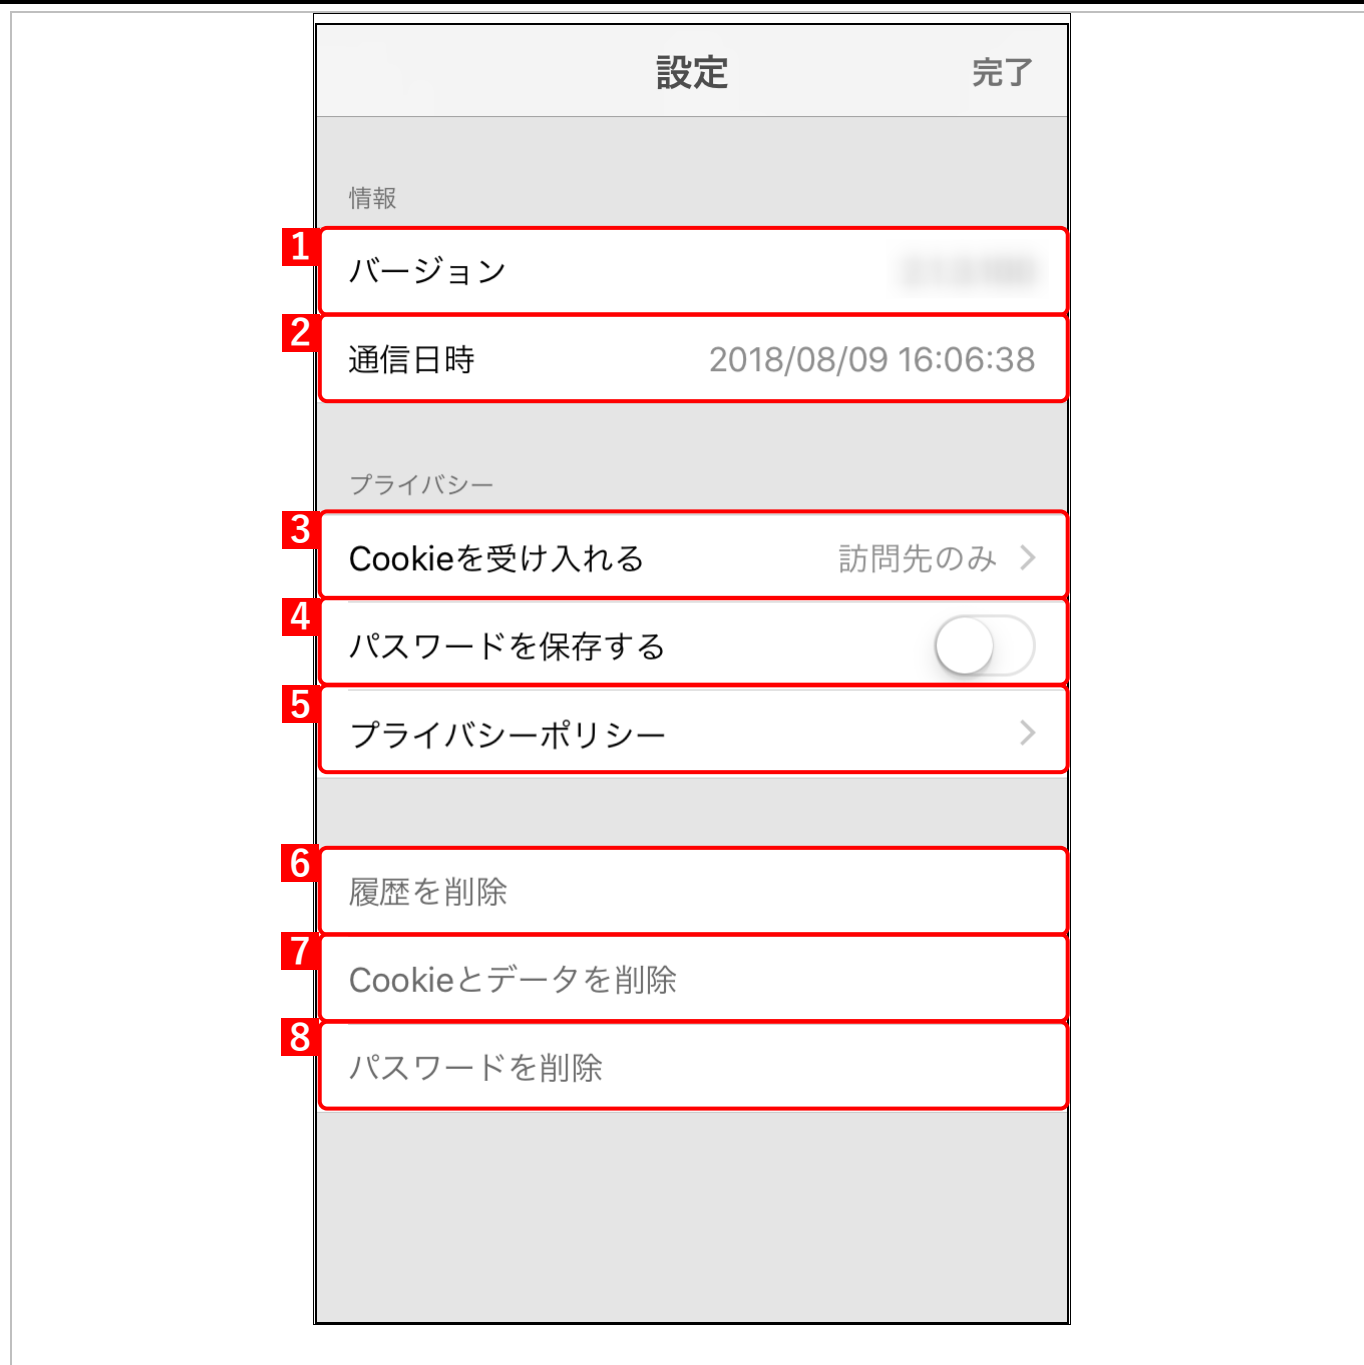 設定 完了
情報
1 バージョン
2 通信日時 2018/08/09 16:06:38
プライバシー
3 Cookieを受け入れる 訪問先のみ
4 パスワードを保存する
5 プライバシーポリシー
6 履歴を削除
7 Cookieとデータを削除
8 パスワードを削除